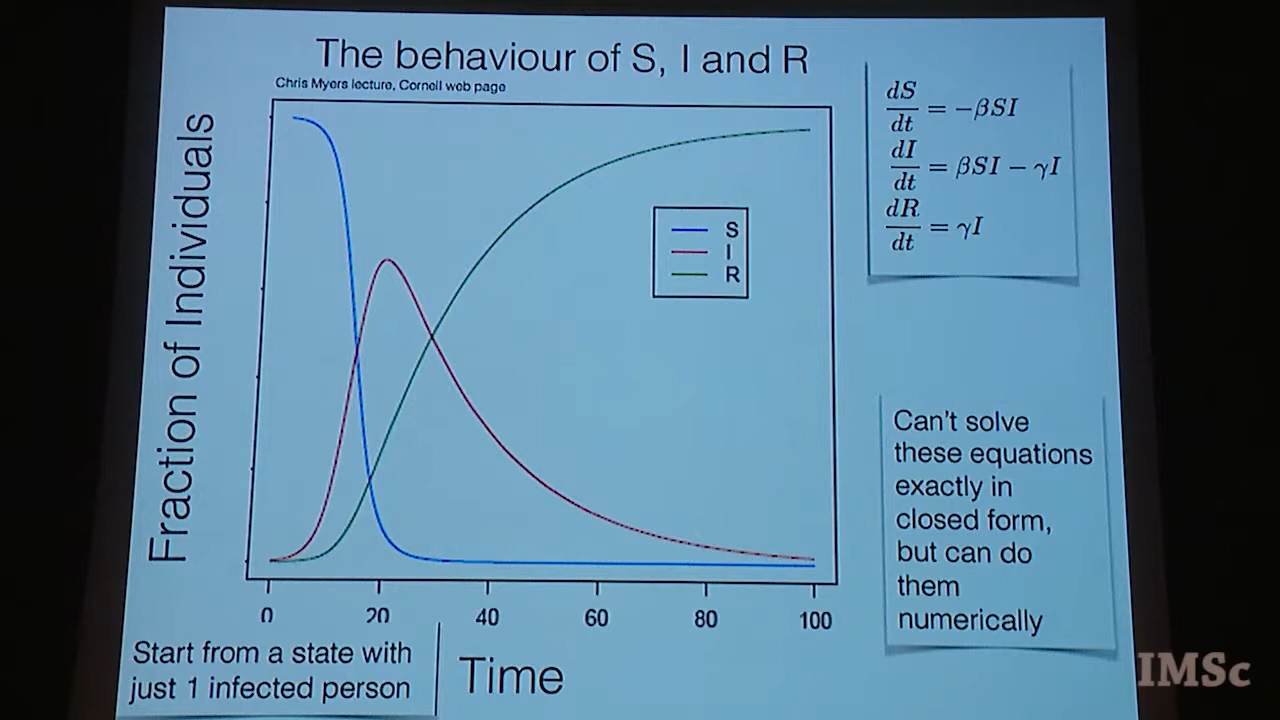 The behaviour of S, I and R
Chris Myers lecture, Cornell web page
Fraction of Individuals
S
I
R
0 20 40 60 80 100
Time
Start from a state with
just 1 infected person
dS/dt = −βSI
dI/dt = βSI − γI
dR/dt = γI
Can't solve
these equations
exactly in
closed form,
but can do
them
numerically
IMSc